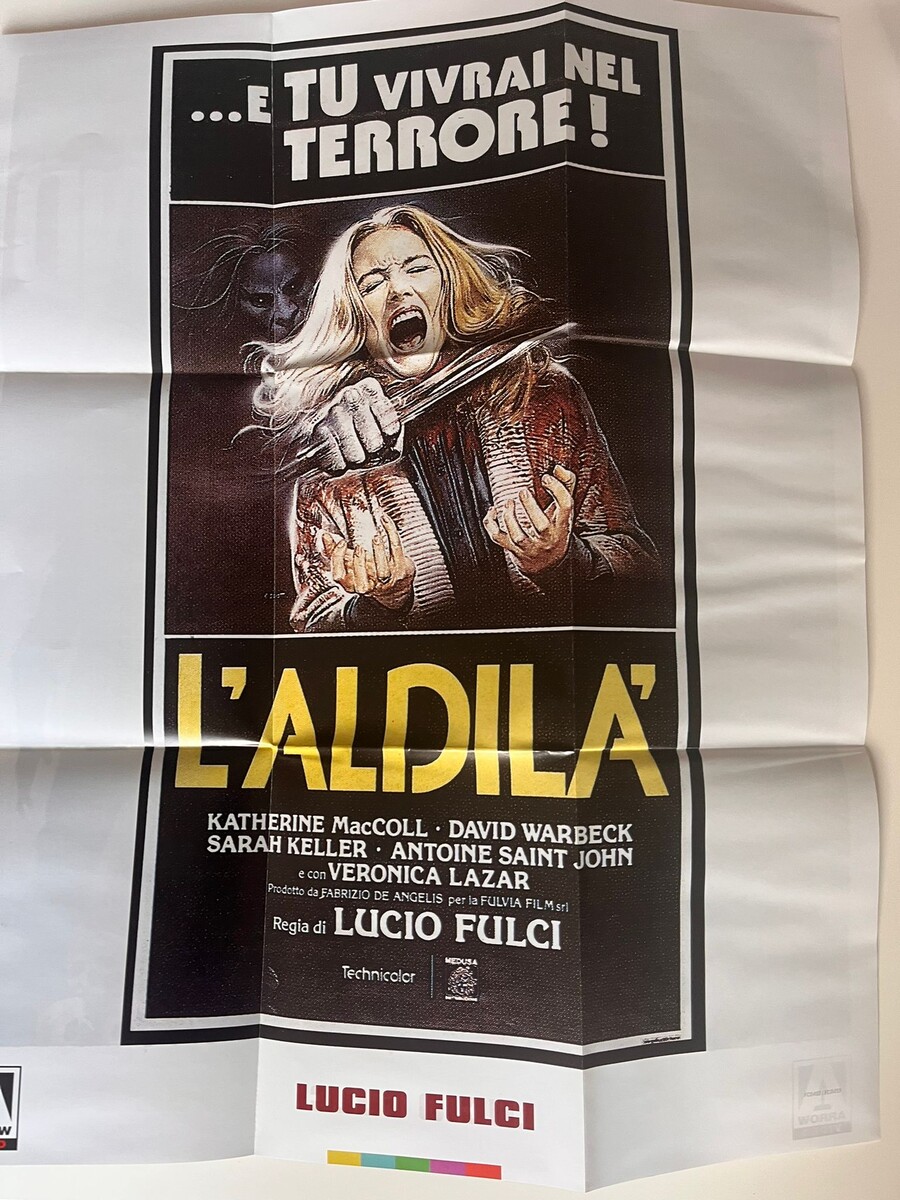 ...E TU VIVRAI NEL
TERRORE!
L'ALDILA'
KATHERINE MacCOLL · DAVID WARBECK
SARAH KELLER · ANTOINE SAINT JOHN
e con VERONICA LAZAR
Prodotto da FABRIZIO DE ANGELIS per la FULVIA FILM srl
Regia di LUCIO FULCI
Technicolor
MEDUSA
LUCIO FULCI